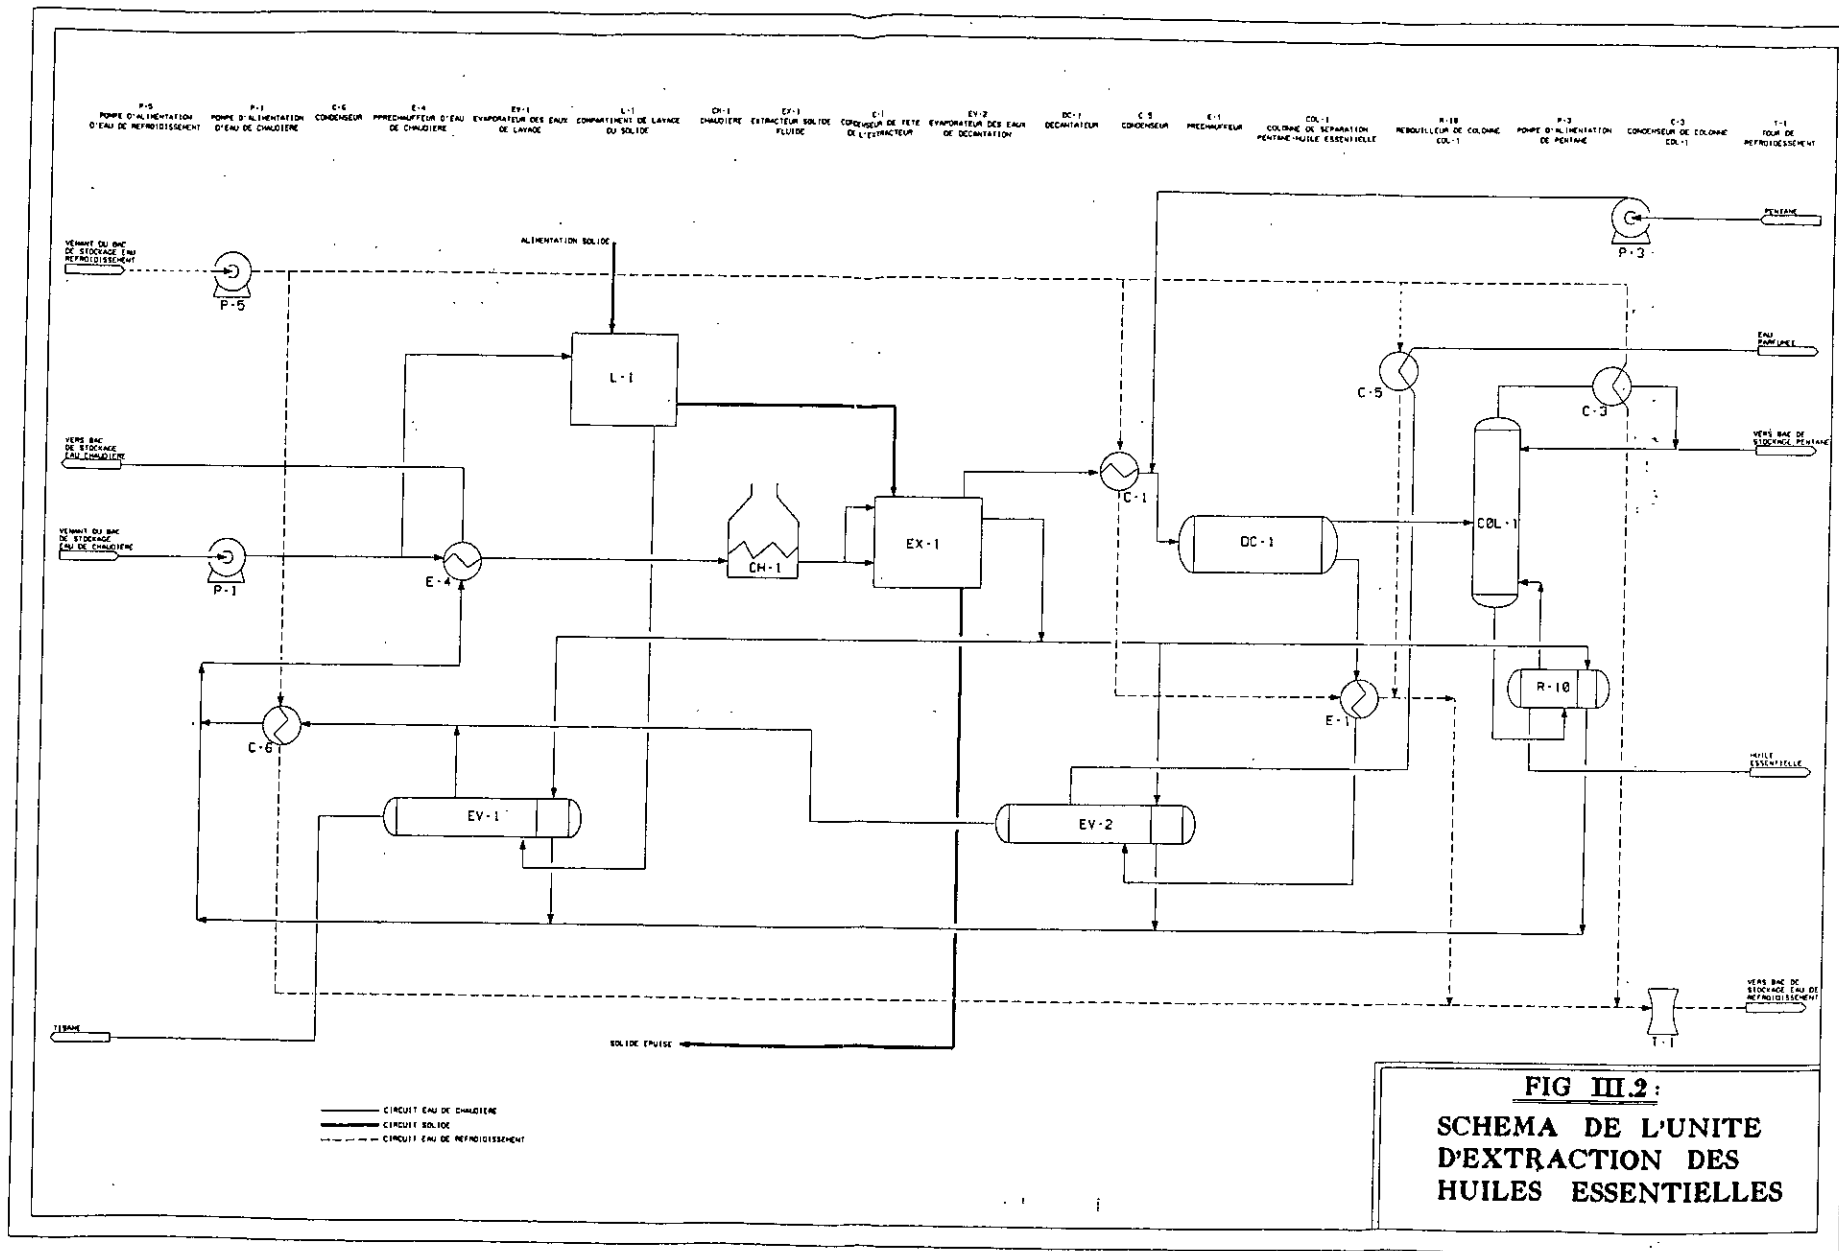 P-5
POMPE D'ALIMENTATION
D'EAU DE REFROIDISSEMENT
P-1
POMPE D'ALIMENTATION
D'EAU DE CHAUDIERE
C-6
CONDENSEUR
E-4
PPRECHAUFFEUR D'EAU
DE CHAUDIERE
EV-1
EVAPORATEUR DES EAUX
DE LAVAGE
L-1
COMPARTIMENT DE LAVAGE
DU SOLIDE
CH-1
CHAUDIERE
EX-1
EXTRACTEUR SOLIDE
FLUIDE
C-1
CONDENSEUR DE TETE
DE L'EXTRACTEUR
EV-2
EVAPORATEUR DES EAUX
DE DECANTATION
DC-1
DECANTATEUR
C-5
CONDENSEUR
E-1
PRECHAUFFEUR
COL-1
COLONNE DE SEPARATION
PENTANE-HUILE ESSENTIELLE
R-10
REBOUILLEUR DE COLONNE
COL-1
P-3
POMPE D'ALIMENTATION
DE PENTANE
C-3
CONDENSEUR DE COLONNE
COL-1
T-1
TOUR DE
REFROIDISSEMENT
PENTANE
P-3
VENANT DU BAC
DE STOCKAGE EAU
REFROIDISSEMENT
P-5
ALIMENTATION SOLIDE
EAU
PARFUMEE
L-1
C-5
C-3
VERS BAC
DE STOCKAGE
EAU CHAUDIERE
VERS BAC DE
STOCKAGE PENTANE
C-1
VENANT DU BAC
DE STOCKAGE
EAU DE CHAUDIERE
P-1
E-4
CH-1
EX-1
DC-1
COL-1
R-10
E-1
C-6
HUILE
ESSENTIELLE
EV-1
EV-2
VERS BAC DE
STOCKAGE EAU DE
REFROIDISSEMENT
TISANE
SOLIDE EPUISE
T-1
CIRCUIT EAU DE CHAUDIERE
CIRCUIT SOLIDE
CIRCUIT EAU DE REFROIDISSEMENT
FIG III.2:
SCHEMA DE L'UNITE
D'EXTRACTION DES
HUILES ESSENTIELLES